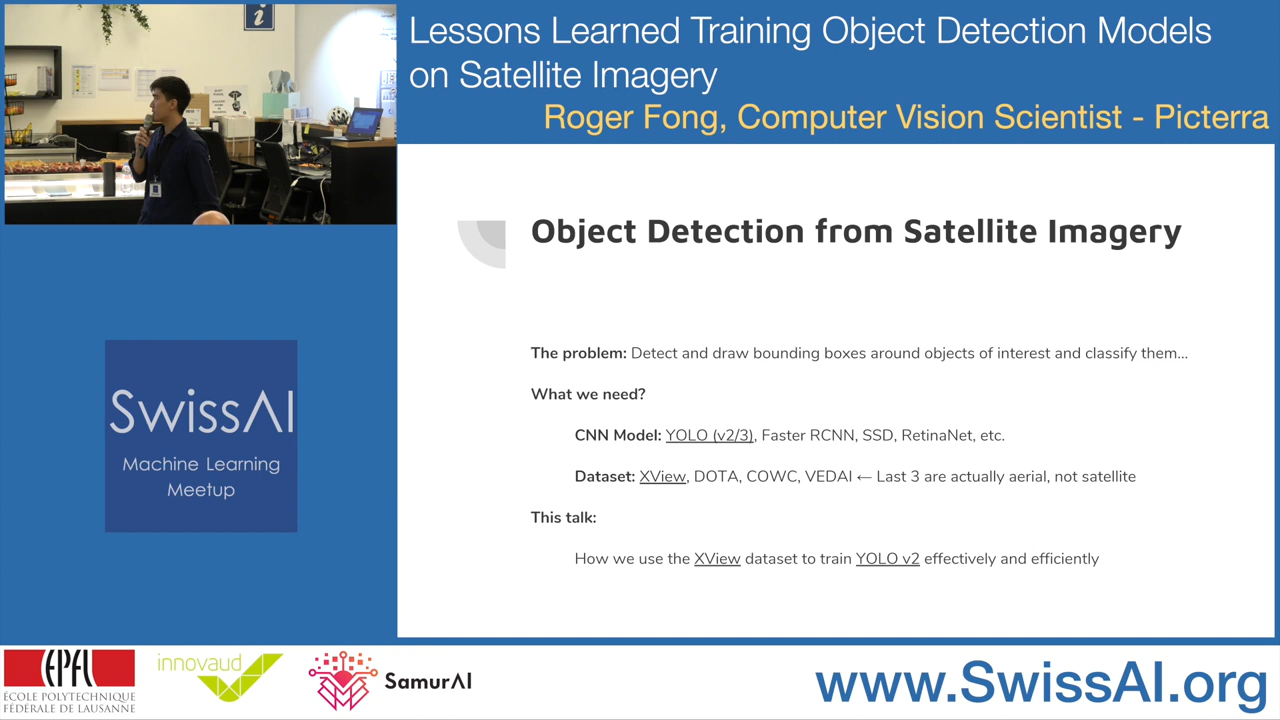 Lessons Learned Training Object Detection Models
on Satellite Imagery
Roger Fong, Computer Vision Scientist - Picterra
Object Detection from Satellite Imagery
The problem: Detect and draw bounding boxes around objects of interest and classify them...
What we need?
CNN Model: YOLO (v2/3), Faster RCNN, SSD, RetinaNet, etc.
Dataset: XView, DOTA, COWC, VEDAI ← Last 3 are actually aerial, not satellite
This talk:
How we use the XView dataset to train YOLO v2 effectively and efficiently
SwissAI
Machine Learning
Meetup
EPFL
ÉCOLE POLYTECHNIQUE
FÉDÉRALE DE LAUSANNE
innovaud
SamurAI
www.SwissAI.org